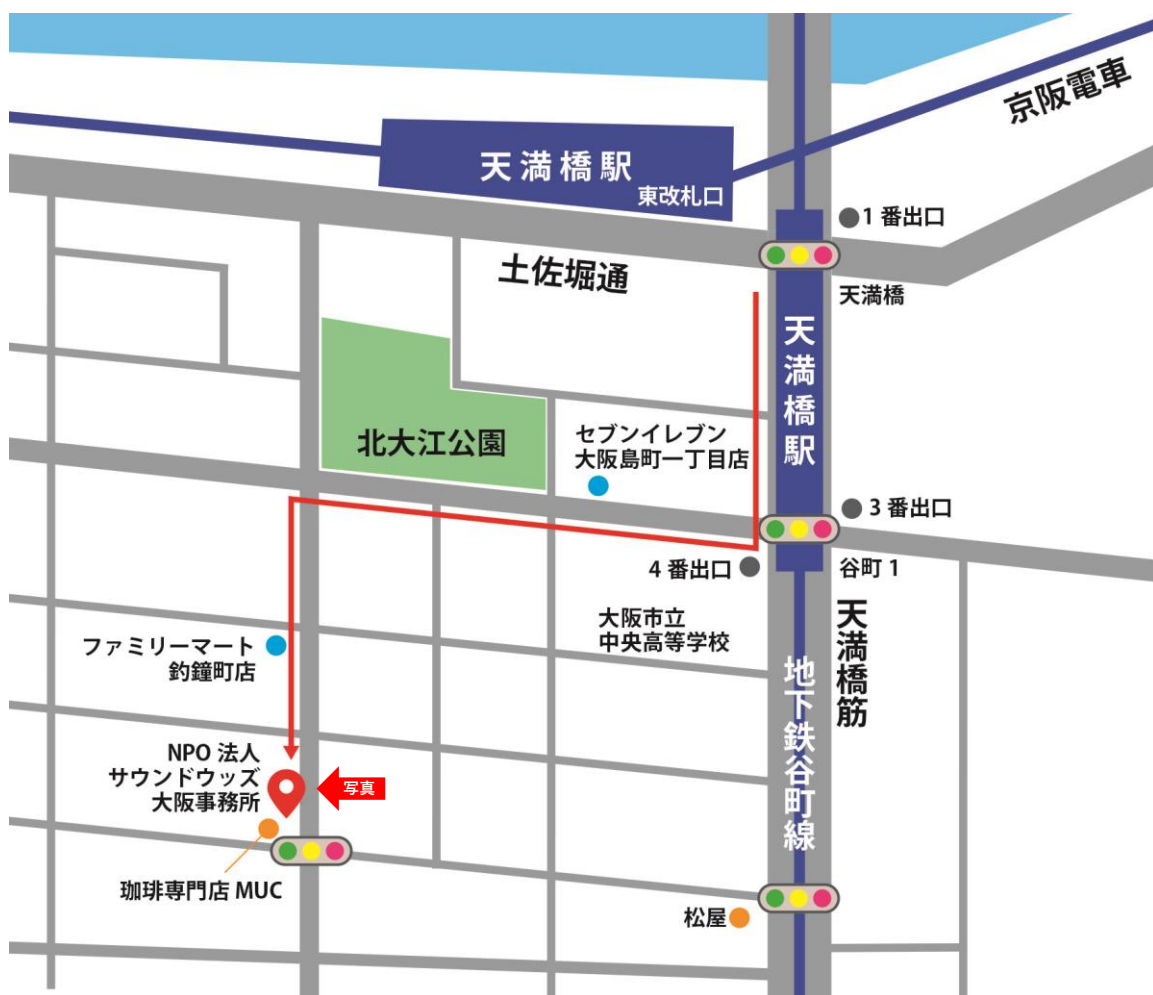 京阪電車
天満橋駅
東改札口
1 番出口
土佐堀通
天満橋
天満橋駅
北大江公園
セブンイレブン
大阪島町一丁目店
3 番出口
4 番出口
谷町 1
大阪市立
中央高等学校
天満橋筋
ファミリーマート
釣鐘町店
地下鉄谷町線
NPO 法人
サウンドウッズ
大阪事務所
写真
珈琲専門店 MUC
松屋